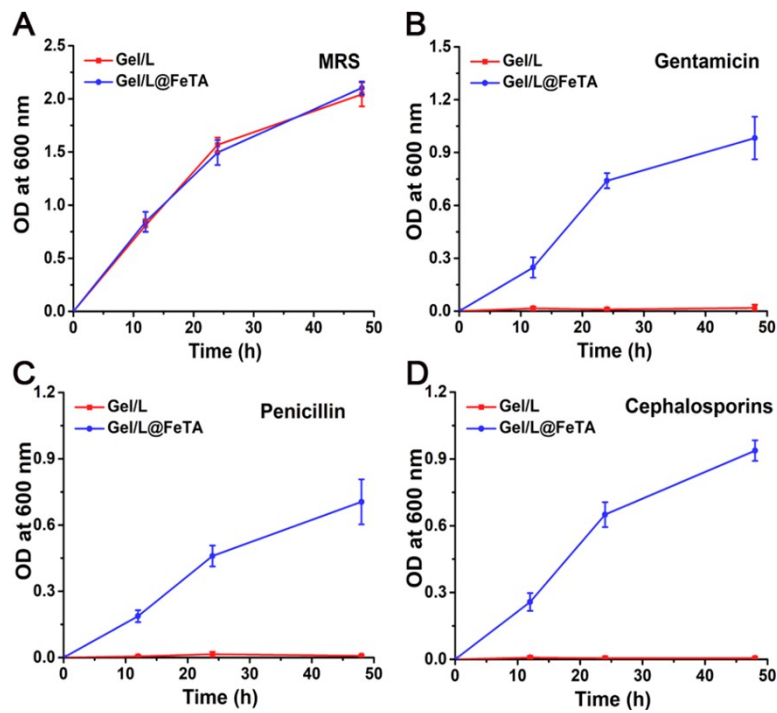 A
Gel/L
Gel/L@FeTA
MRS
OD at 600 nm
2.5
2.0
1.5
1.0
0.5
0.0
0 10 20 30 40 50
Time (h)
B
Gel/L
Gel/L@FeTA
Gentamicin
OD at 600 nm
1.5
1.2
0.9
0.6
0.3
0.0
0 10 20 30 40 50
Time (h)
C
Gel/L
Gel/L@FeTA
Penicillin
OD at 600 nm
1.2
0.9
0.6
0.3
0.0
0 10 20 30 40 50
Time (h)
D
Gel/L
Gel/L@FeTA
Cephalosporins
OD at 600 nm
1.2
0.9
0.6
0.3
0.0
0 10 20 30 40 50
Time (h)